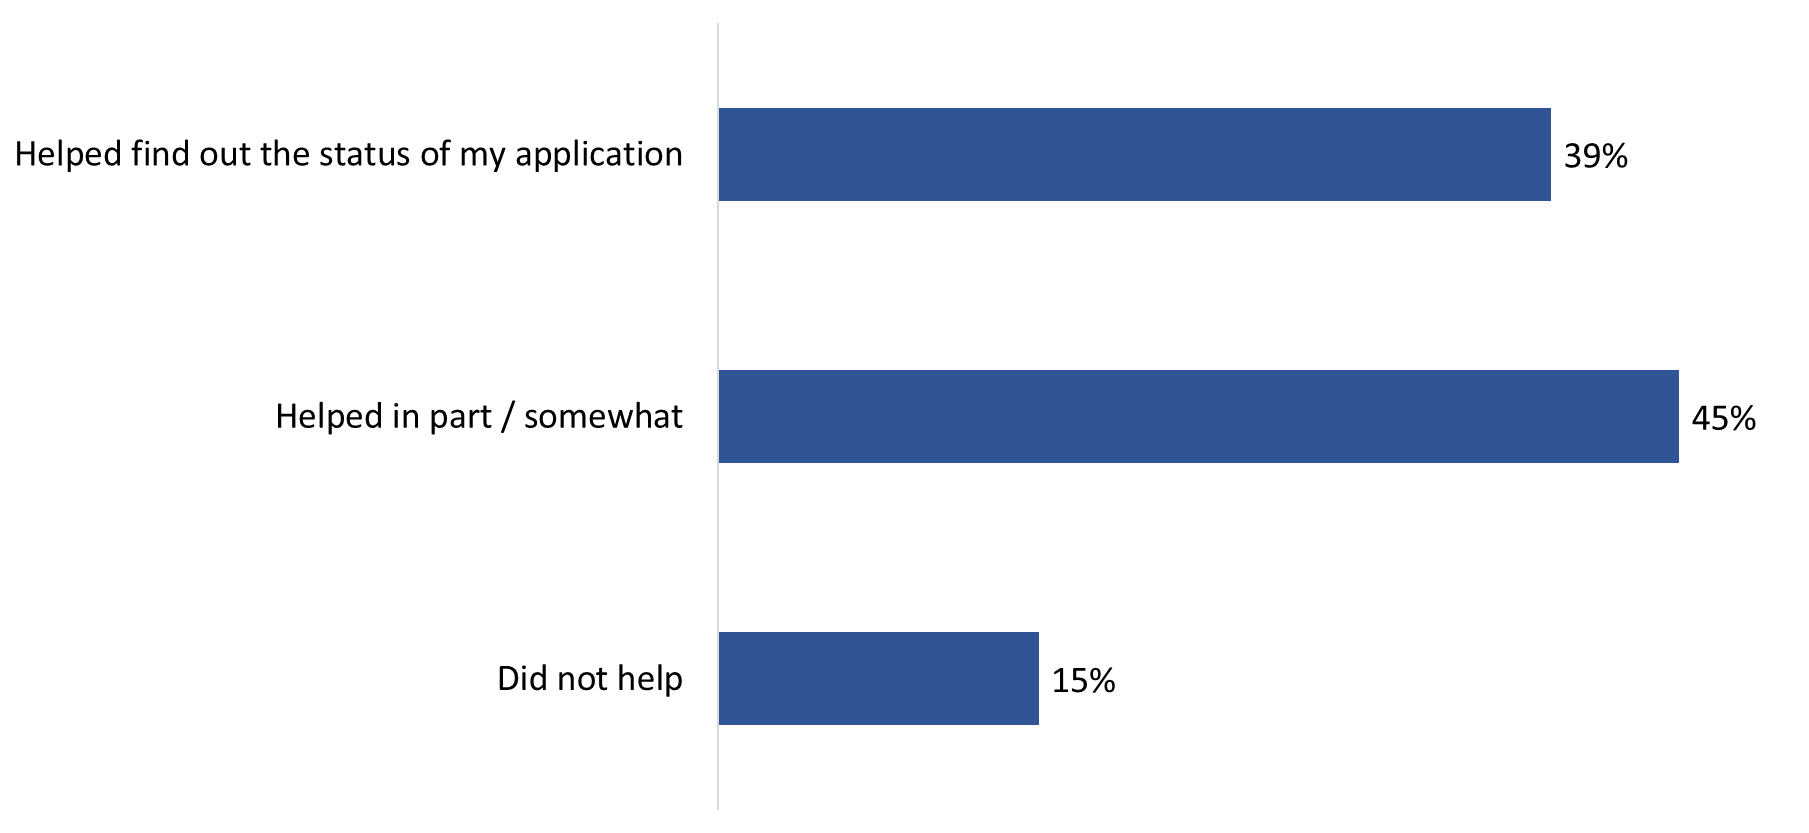 Helped find out the status of my application
39%
Helped in part / somewhat
45%
Did not help
15%